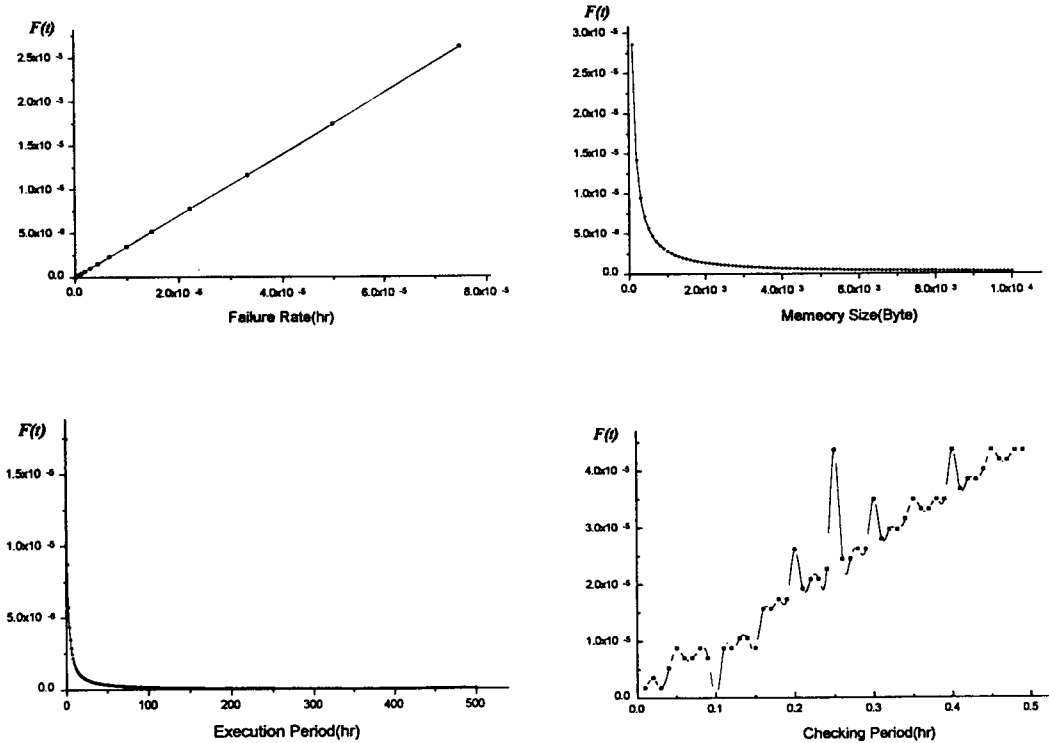 F(t)
2.5x10 -5
2.0x10 -5
1.5x10 -5
1.0x10 -5
5.0x10 -6
0.0
0.0 2.0x10 -5 4.0x10 -5 6.0x10 -5 8.0x10 -5
Failure Rate(hr)
F(t)
3.0x10 -5
2.5x10 -5
2.0x10 -5
1.5x10 -5
1.0x10 -5
5.0x10 -6
0.0
0.0 2.0x10 3 4.0x10 3 6.0x10 3 8.0x10 3 1.0x10 4
Memeory Size(Byte)
F(t)
1.5x10 -5
1.0x10 -5
5.0x10 -6
0.0
0 100 200 300 400 500
Execution Period(hr)
F(t)
4.0x10 -5
3.0x10 -5
2.0x10 -5
1.0x10 -5
0.0
0.0 0.1 0.2 0.3 0.4 0.5
Checking Period(hr)